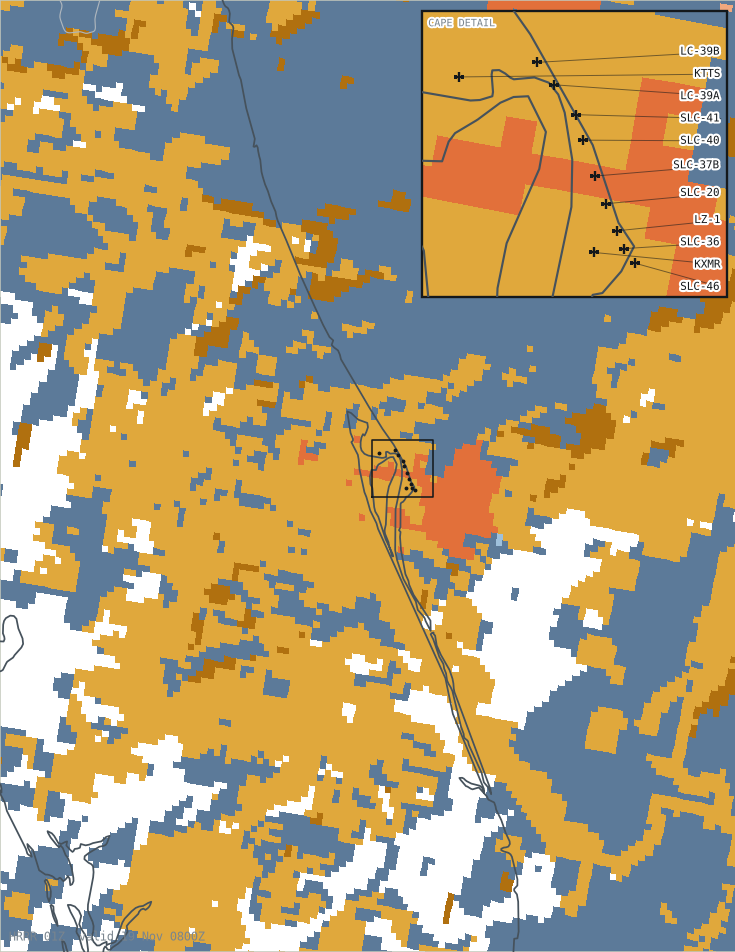 CAPE DETAIL
LC-39B
KTTS
LC-39A
SLC-41
SLC-40
SLC-37B
SLC-20
LZ-1
SLC-36
KXMR
SLC-46
Nov 0800Z